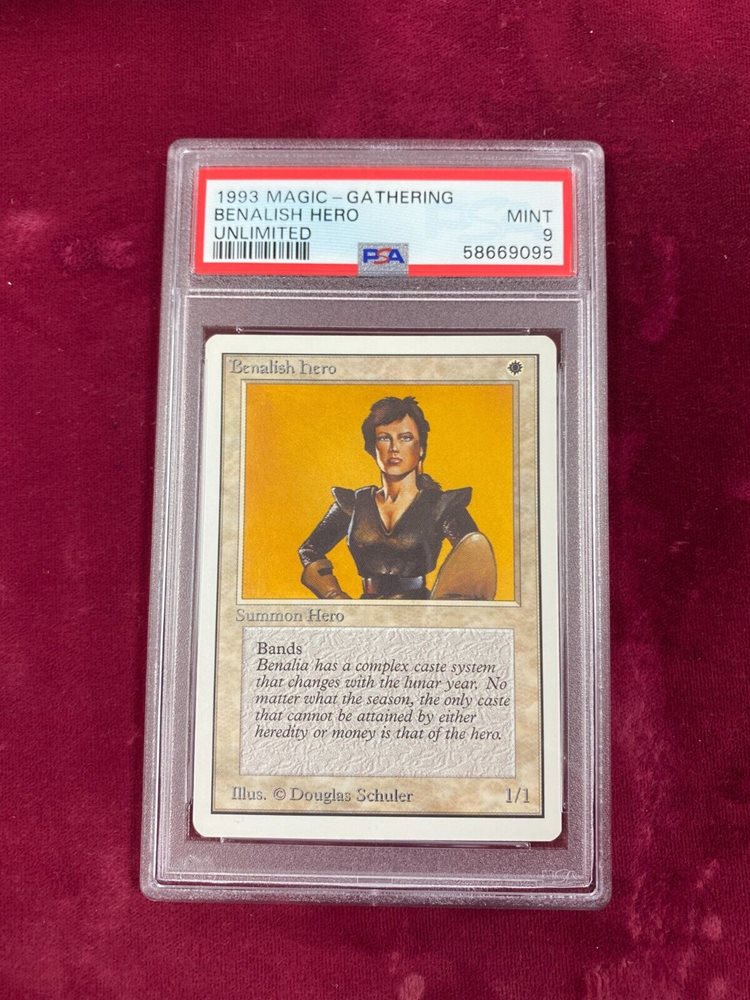 1993 MAGIC - GATHERING
BENALISH HERO MINT
UNLIMITED 9
PSA 58669095
Benalish Hero
Summon Hero
Bands
Benalia has a complex caste system
that changes with the lunar year. No
matter what the season, the only caste
that cannot be attained by either
heredity or money is that of the hero.
Illus. © Douglas Schuler 1/1